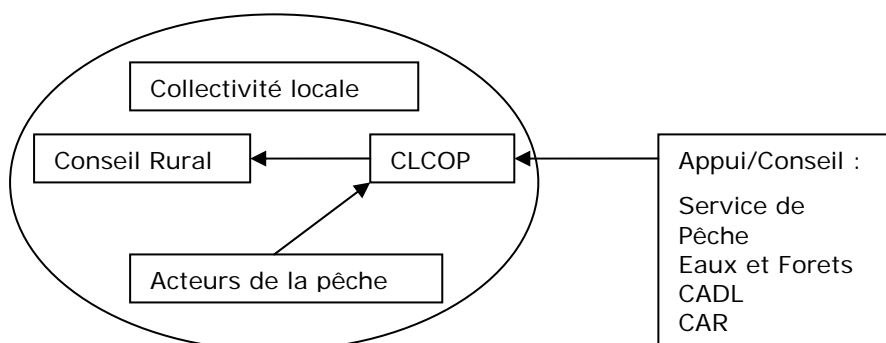 Collectivité locale
Conseil Rural
CLCOP
Appui/Conseil :
Service de
Pêche
Eaux et Forets
CADL
CAR
Acteurs de la pêche